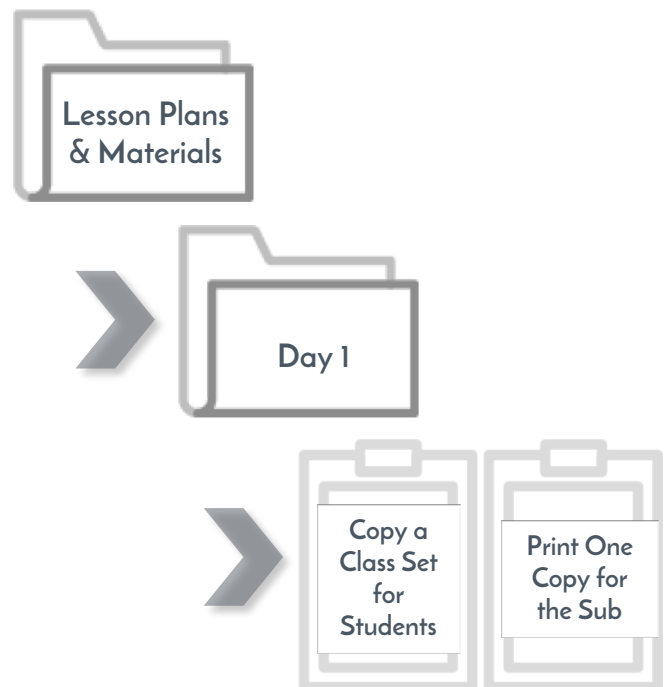 Lesson Plans
& Materials
Day 1
Copy a
Class Set
for
Students
Print One
Copy for
the Sub